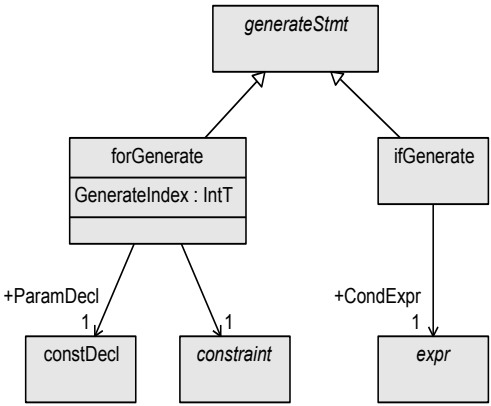 generateStmt
forGenerate
ifGenerate
GenerateIndex : IntT
+ParamDecl
+CondExpr
1
1
1
constDecl
constraint
expr